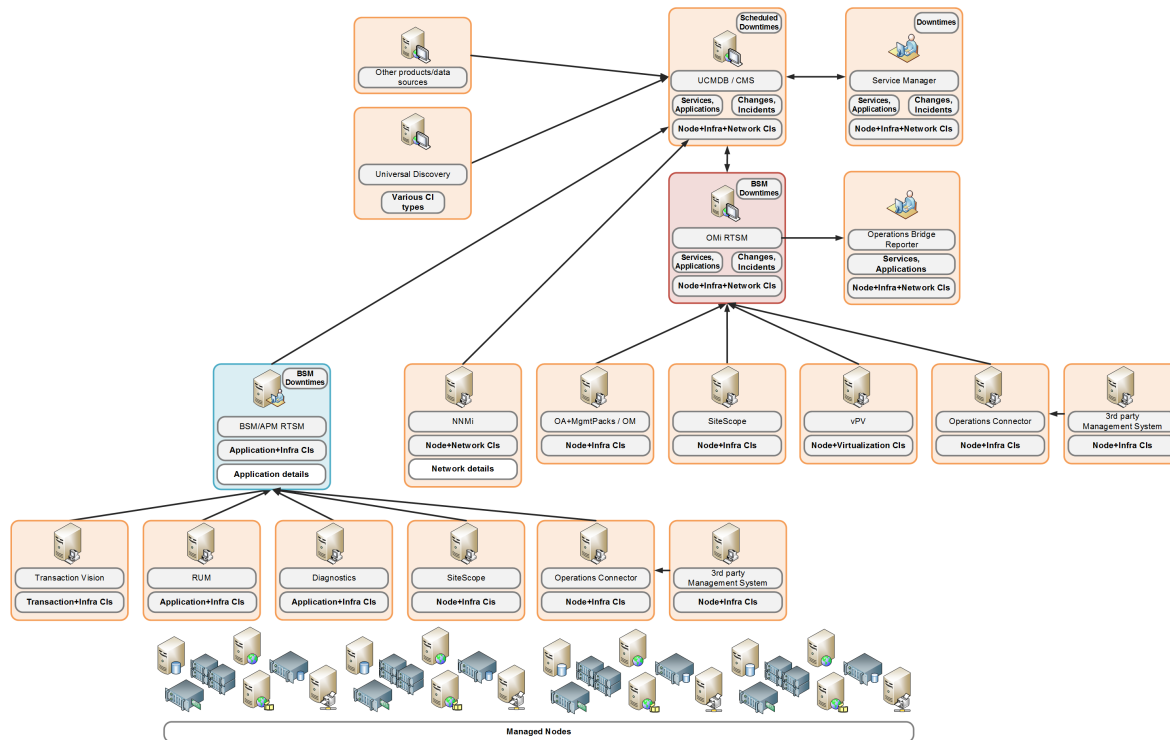 Scheduled
Downtimes
Downtimes
Other products/data
sources
UCMDB / CMS
Service Manager
Services,
Applications
Changes,
Incidents
Services,
Applications
Changes,
Incidents
Node+Infra+Network CIs
Node+Infra+Network CIs
Universal Discovery
Various CI
types
BSM
Downtimes
OMi RTSM
Operations Bridge
Reporter
Services,
Applications
Changes,
Incidents
Services,
Applications
Node+Infra+Network CIs
Node+Infra+Network CIs
BSM
Downtimes
BSM/APM RTSM
Application+Infra CIs
Application details
NNMi
Node+Network CIs
Network details
OA+MgmtPacks / OM
Node+Infra CIs
SiteScope
Node+Infra CIs
vPV
Node+Virtualization CIs
Operations Connector
Node+Infra CIs
3rd party
Management System
Node+Infra CIs
Transaction Vision
Transaction+Infra CIs
RUM
Application+Infra CIs
Diagnostics
Application+Infra CIs
SiteScope
Node+Infra Cis
Operations Connector
Node+Infra CIs
3rd party
Management System
Node+Infra CIs
Managed Nodes